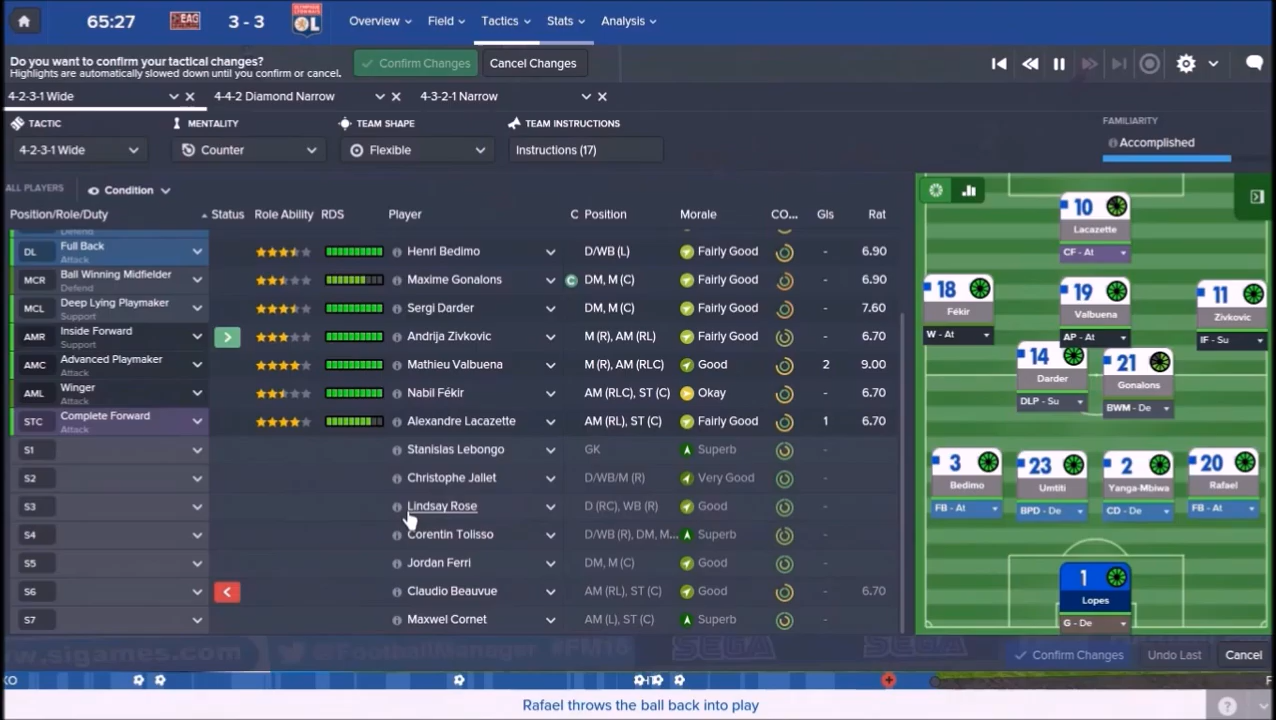 65:27
EAG
3 - 3
OL
Overview
Field
Tactics
Stats
Analysis
Do you want to confirm your tactical changes?
Highlights are automatically slowed down until you confirm or cancel.
Confirm Changes
Cancel Changes
4-2-3-1 Wide
4-4-2 Diamond Narrow
4-3-2-1 Narrow
TACTIC
MENTALITY
TEAM SHAPE
TEAM INSTRUCTIONS
FAMILIARITY
4-2-3-1 Wide
Counter
Flexible
Instructions (17)
Accomplished
ALL PLAYERS
Condition
Position/Role/Duty Status Role Ability RDS Player C Position Morale CO... Gls Rat
Defend
DL Full Back Attack Henri Bedimo D/WB (L) Fairly Good - 6.90
MCR Ball Winning Midfielder Defend Maxime Gonalons C DM, M (C) Fairly Good - 6.90
MCL Deep Lying Playmaker Support Sergi Darder DM, M (C) Fairly Good - 7.60
AMR Inside Forward Support Andrija Zivkovic M (R), AM (RL) Fairly Good - 6.70
AMC Advanced Playmaker Attack Mathieu Valbuena M (R), AM (RLC) Good 2 9.00
AML Winger Attack Nabil Fékir AM (RLC), ST (C) Okay - 6.70
STC Complete Forward Attack Alexandre Lacazette AM (RL), ST (C) Fairly Good 1 6.70
S1 Stanislas Lebongo GK Superb -
S2 Christophe Jallet D/WB/M (R) Very Good -
S3 Lindsay Rose D (RC), WB (R) Good -
S4 Corentin Tolisso D/WB (R), DM, M... Superb -
S5 Jordan Ferri DM, M (C) Good -
S6 Claudio Beauvue AM (RL), ST (C) Good - 6.70
S7 Maxwel Cornet AM (L), ST (C) Superb -
10
Lacazette
CF - At
18
Fékir
W - At
19
Valbuena
AP - At
11
Zivkovic
IF - Su
14
Darder
DLP - Su
21
Gonalons
BWM - De
3
Bedimo
FB - At
23
Umtiti
BPD - De
2
Yanga-Mbiwa
CD - De
20
Rafael
FB - At
1
Lopes
G - De
w.sigames.com @FootballManager #FM16 SEGA SEGA
Confirm Changes
Undo Last
Cancel
KO
HT
F
Rafael throws the ball back into play